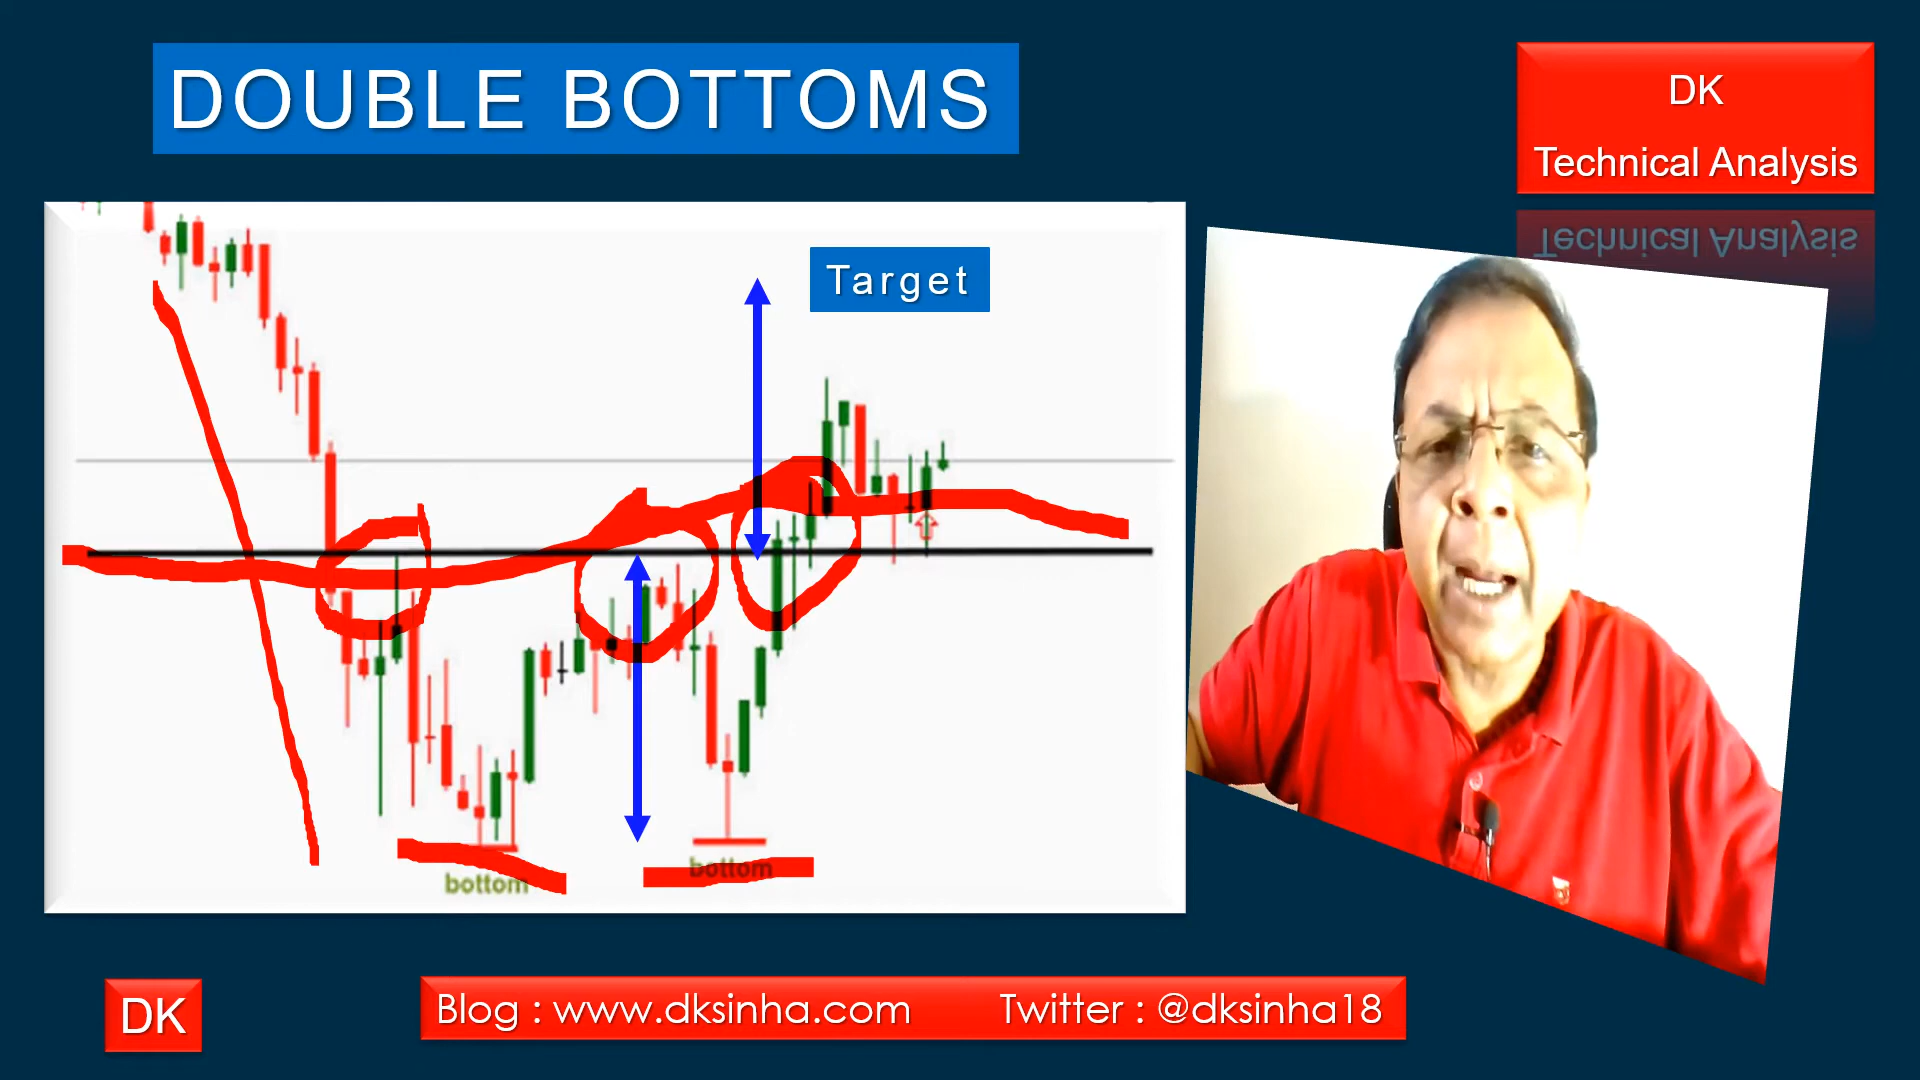 DOUBLE BOTTOMS
DK
Technical Analysis
Technical Analysis
Target
bottom
bottom
DK
Blog : www.dksinha.com Twitter : @dksinha18